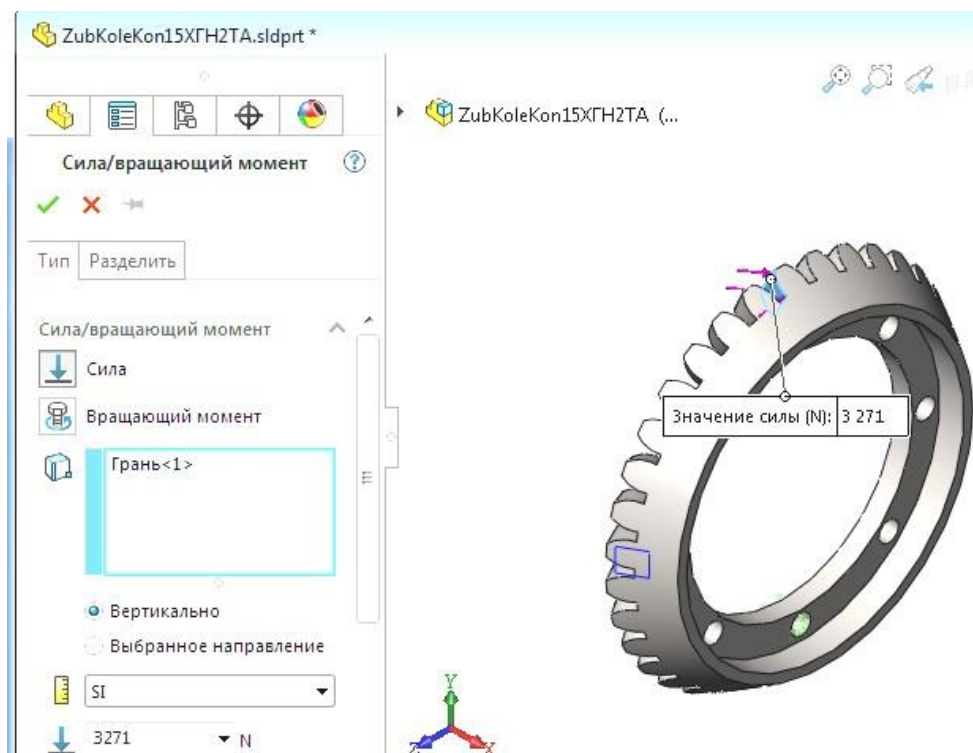 ZubKoleKon15ХГН2ТА.sldprt *
ZubKoleKon15ХГН2ТА (...
Сила/вращающий момент
Тип
Разделить
Сила/вращающий момент
Сила
Вращающий момент
Грань<1>
Значение силы (N): 3 271
Вертикально
Выбранное направление
SI
3271 N
Y
Z
X